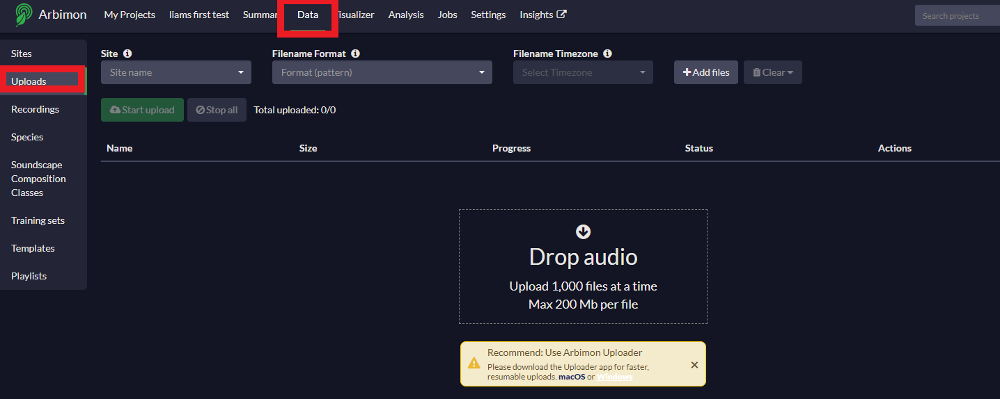 Arbimon My Projects liams first test Summar Data isualizer Analysis Jobs Settings Insights Search projects
Sites
Uploads
Recordings
Species
Soundscape
Composition
Classes
Training sets
Templates
Playlists
Site Filename Format Filename Timezone
Site name Format (pattern) Select Timezone Add files Clear
Start upload Stop all Total uploaded: 0/0
Name Size Progress Status Actions
Drop audio
Upload 1,000 files at a time
Max 200 Mb per file
Recommend: Use Arbimon Uploader
Please download the Uploader app for faster,
resumable uploads. macOS or Windows